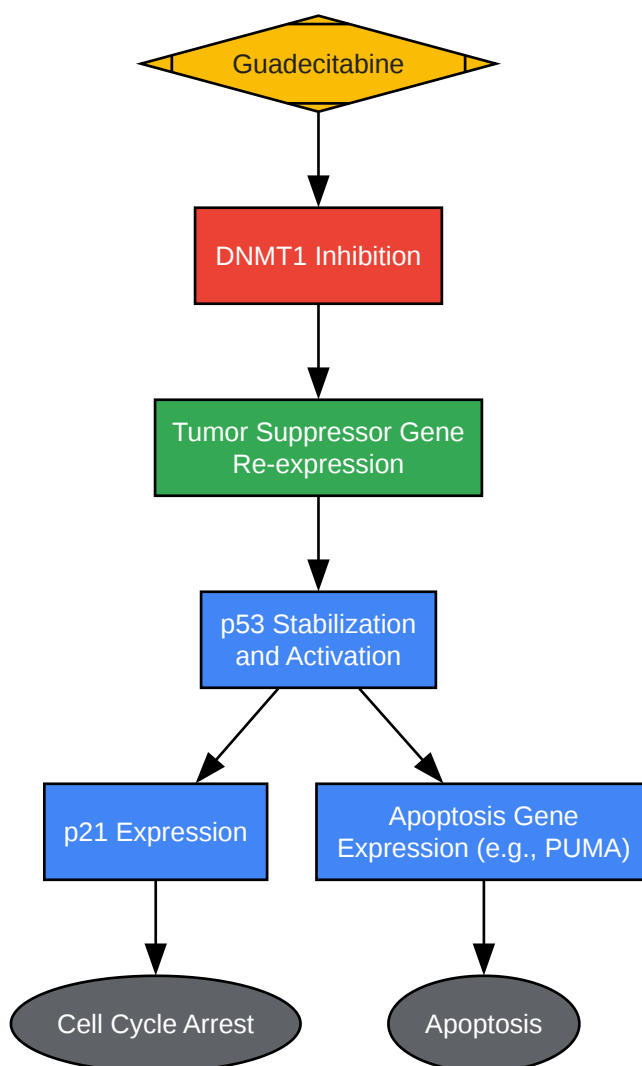 Guadecitabine
DNMT1 Inhibition
Tumor Suppressor Gene
Re-expression
p53 Stabilization
and Activation
p21 Expression
Apoptosis Gene
Expression (e.g., PUMA)
Cell Cycle Arrest
Apoptosis